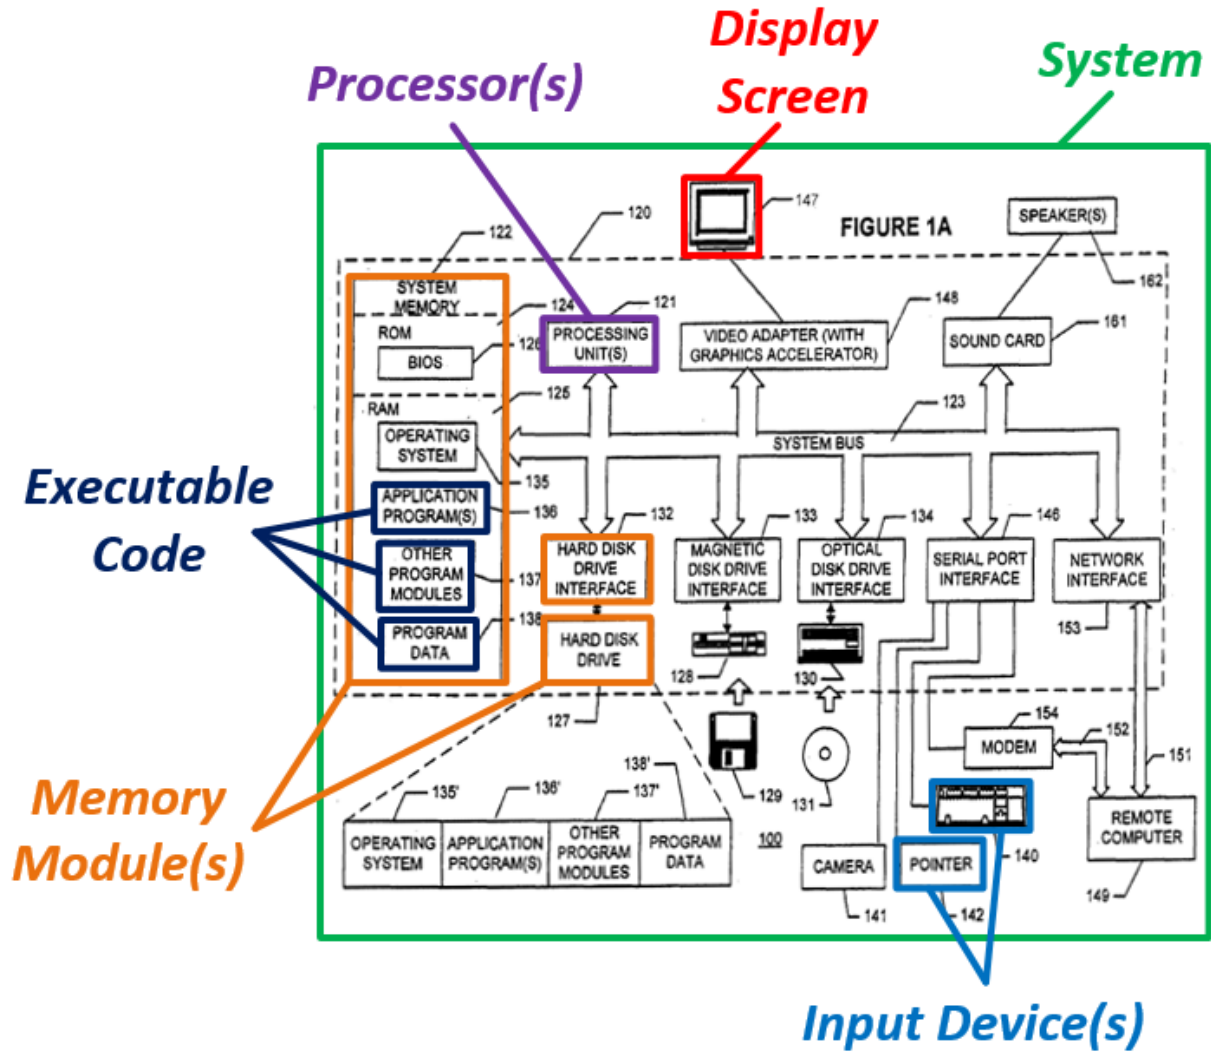 Display
Screen
System
Processor(s)
147
FIGURE 1A
SPEAKER(S)
120
122
162
SYSTEM
MEMORY
124
121
148
161
ROM
126
BIOS
PROCESSING
UNIT(S)
VIDEO ADAPTER (WITH
GRAPHICS ACCELERATOR)
SOUND CARD
125
RAM
123
OPERATING
SYSTEM
SYSTEM BUS
135
Executable
Code
APPLICATION
PROGRAM(S)
136
132
133
134
146
OTHER
PROGRAM
MODULES
137
HARD DISK
DRIVE
INTERFACE
MAGNETIC
DISK DRIVE
INTERFACE
OPTICAL
DISK DRIVE
INTERFACE
SERIAL PORT
INTERFACE
NETWORK
INTERFACE
138
PROGRAM
DATA
HARD DISK
DRIVE
128
130
153
127
154
152
MODEM
151
Memory
Module(s)
135'
136'
137'
138'
129
131
OPERATING
SYSTEM
APPLICATION
PROGRAM(S)
OTHER
PROGRAM
MODULES
PROGRAM
DATA
100
CAMERA
POINTER
140
REMOTE
COMPUTER
141
142
149
Input Device(s)